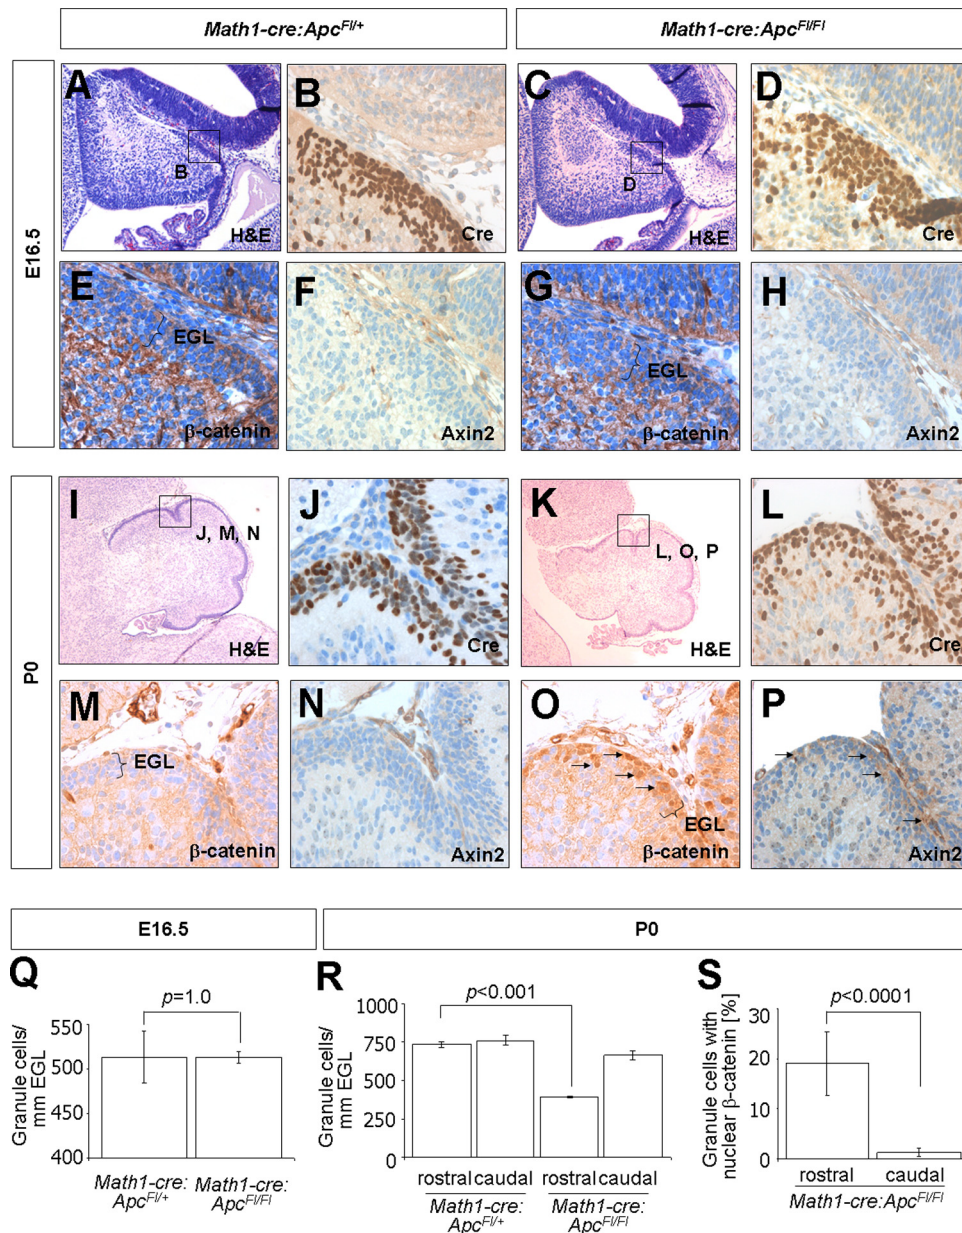 Math1-cre:Apc^Fl/+ Math1-cre:Apc^Fl/Fl
E16.5
A B C D
B D
H&E Cre H&E Cre
E F G H
EGL EGL
β-catenin Axin2 β-catenin Axin2
P0
I J K L
J, M, N L, O, P
H&E Cre H&E Cre
M N O P
EGL
EGL
β-catenin Axin2 β-catenin Axin2
E16.5 P0
Q
p=1.0
Granule cells/
mm EGL
550
500
450
400
Math1-cre:
Apc^Fl/+
Math1-cre:
Apc^Fl/Fl
R
p<0.001
Granule cells/
mm EGL
1000
750
500
250
0
rostral caudal rostral caudal
Math1-cre:
Apc^Fl/+
Math1-cre:
Apc^Fl/Fl
S
p<0.0001
Granule cells with
nuclear β-catenin [%]
30
20
10
0
rostral caudal
Math1-cre:Apc^Fl/Fl